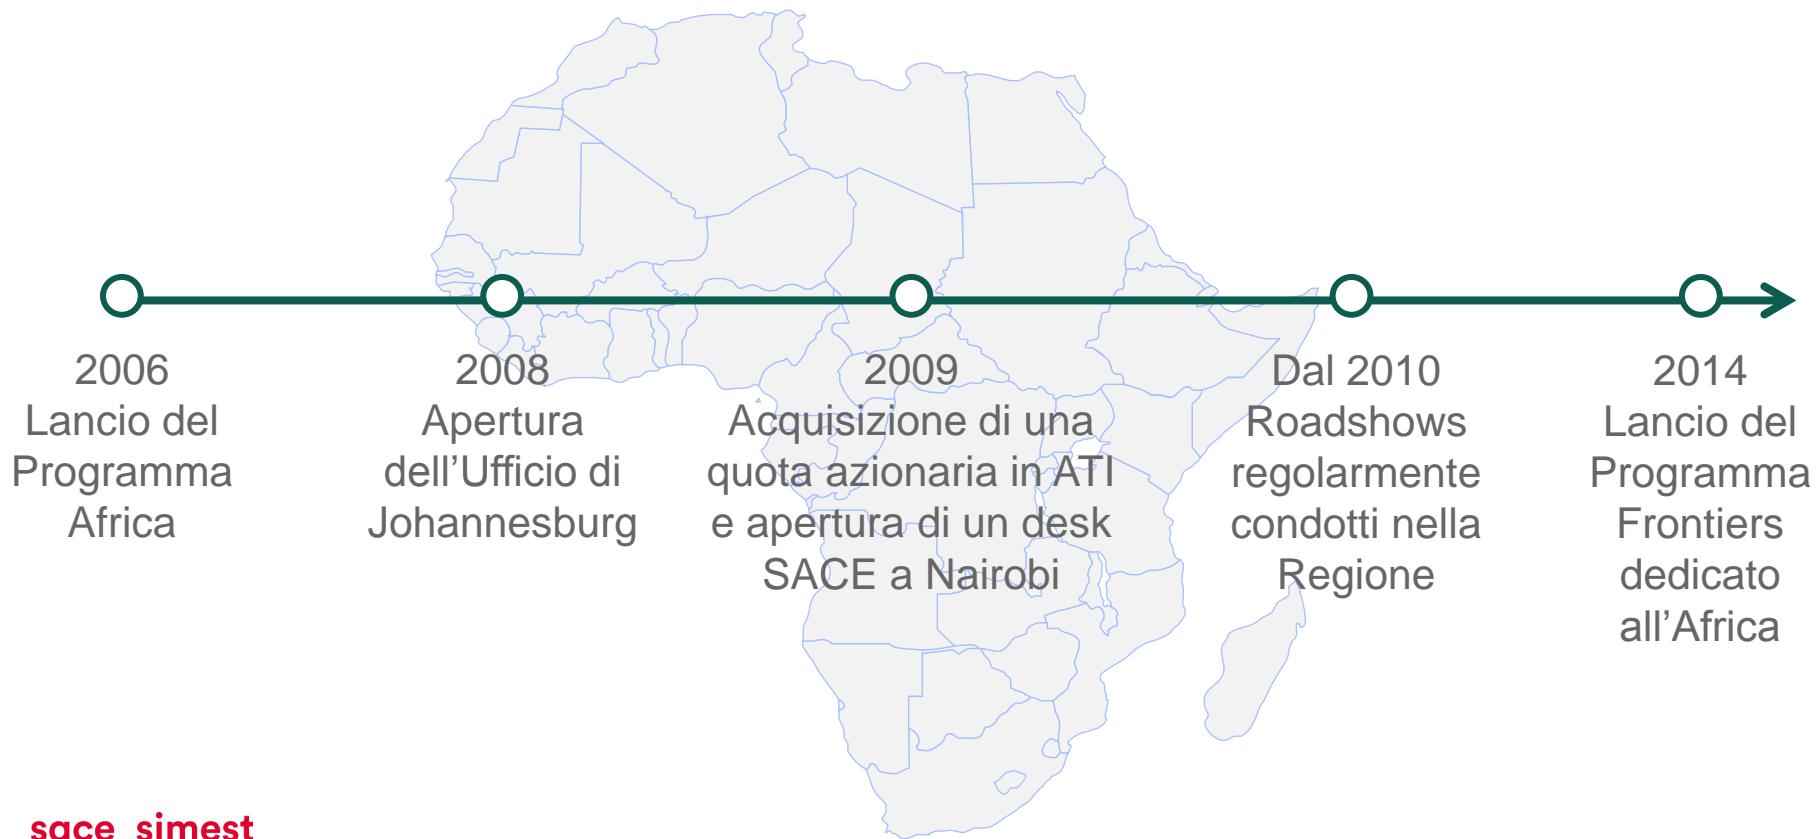 2006
Lancio del
Programma
Africa
2008
Apertura
dell’Ufficio di
Johannesburg
2009
Acquisizione di una
quota azionaria in ATI
e apertura di un desk
SACE a Nairobi
Dal 2010
Roadshows
regolarmente
condotti nella
Regione
2014
Lancio del
Programma
Frontiers
dedicato
all’Africa
sace simest